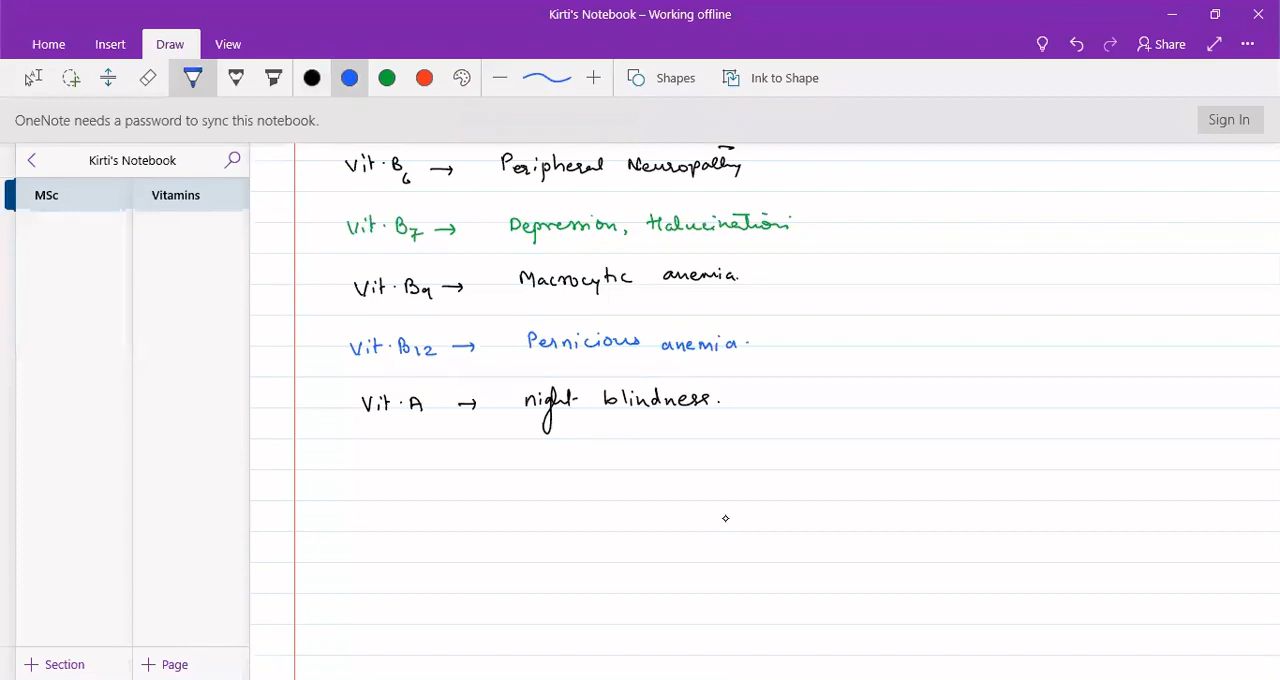 Kirti's Notebook – Working offline
Home Insert Draw View Share
Shapes Ink to Shape
OneNote needs a password to sync this notebook. Sign In
Kirti's Notebook
MSc Vitamins
Vit. B6 → Peripheral Neuropathy
Vit. B7 → Depression, Halucination
Vit. B9 → Macrocytic anemia.
Vit. B12 → Pernicious anemia.
Vit. A → night blindness.
+ Section + Page